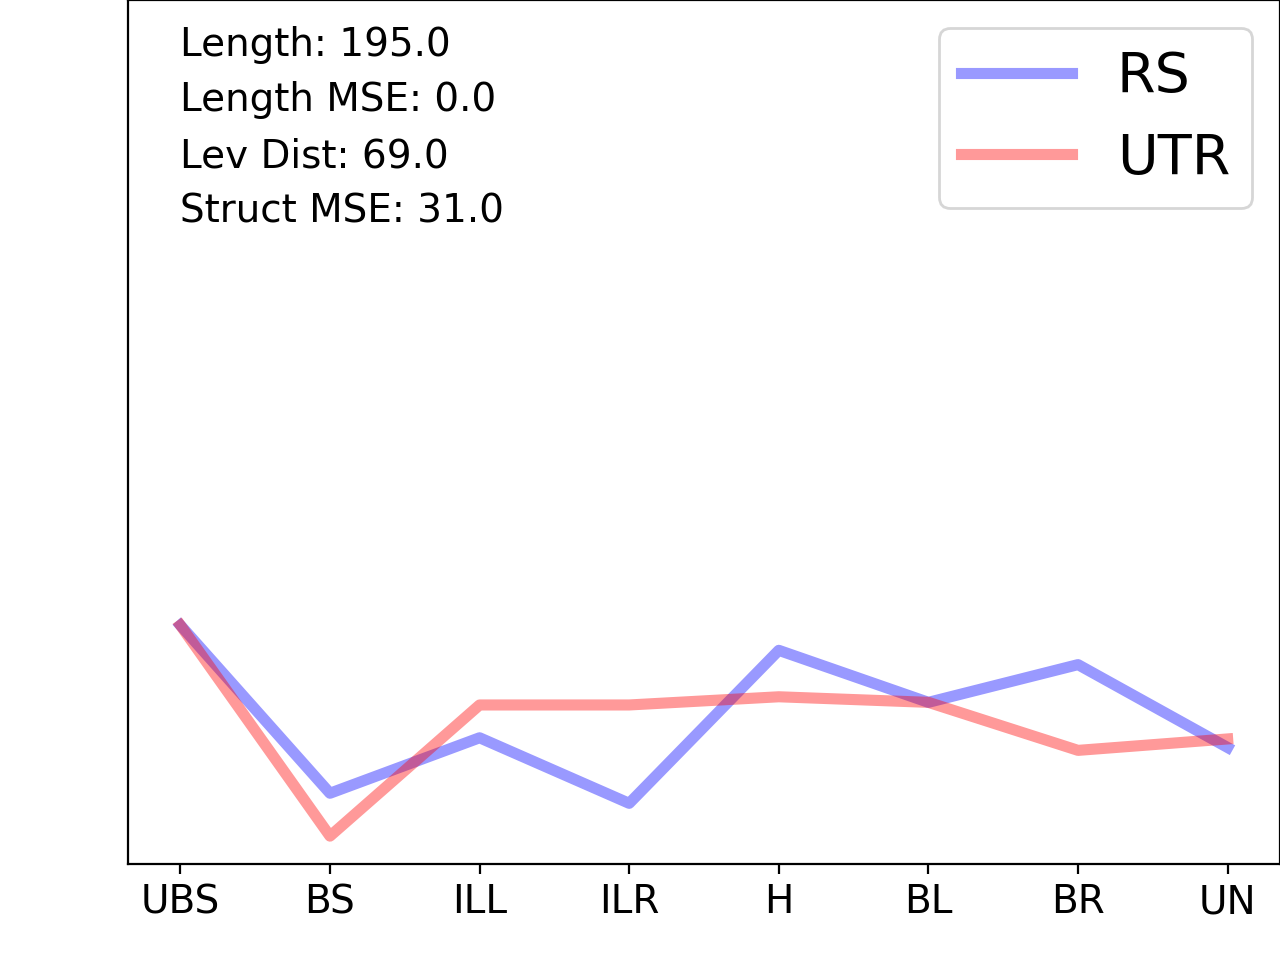 Length: 195.0
Length MSE: 0.0
Lev Dist: 69.0
Struct MSE: 31.0
RS
UTR
UBS BS ILL ILR H BL BR UN